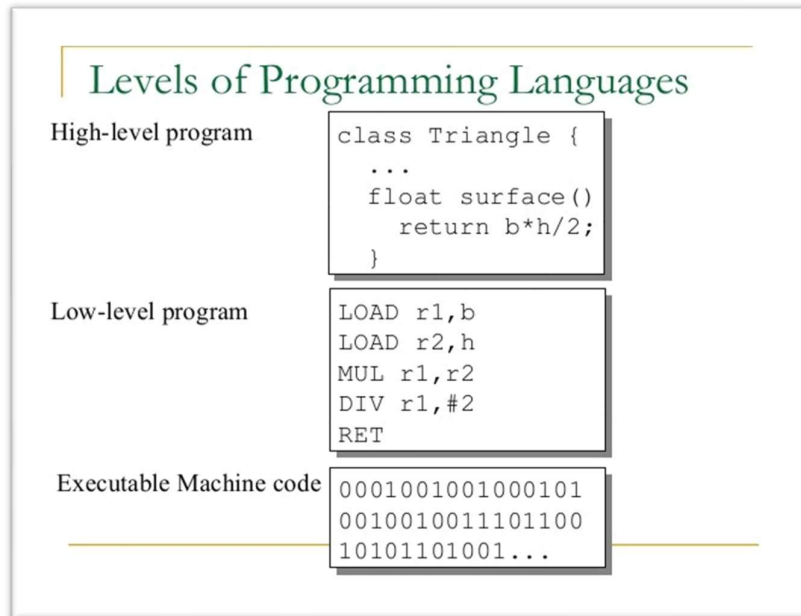 Levels of Programming Languages
High-level program
class Triangle {
...
float surface()
return b*h/2;
}
Low-level program
LOAD r1,b
LOAD r2,h
MUL r1,r2
DIV r1,#2
RET
Executable Machine code
0001001001000101
0010010011101100
10101101001...